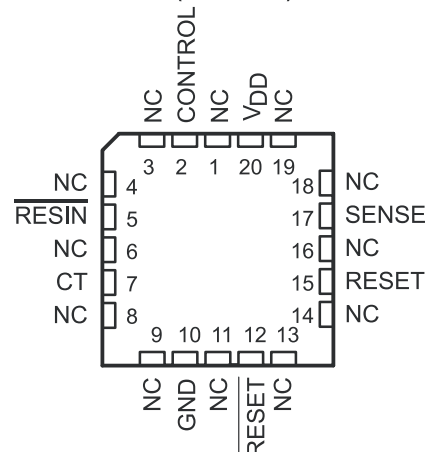 NC
CONTROL
NC
VDD
NC
3
2
1
20
19
NC 4
18 NC
RESIN 5
17 SENSE
NC 6
16 NC
CT 7
15 RESET
NC 8
14 NC
9
10
11
12
13
NC
GND
NC
RESET
NC